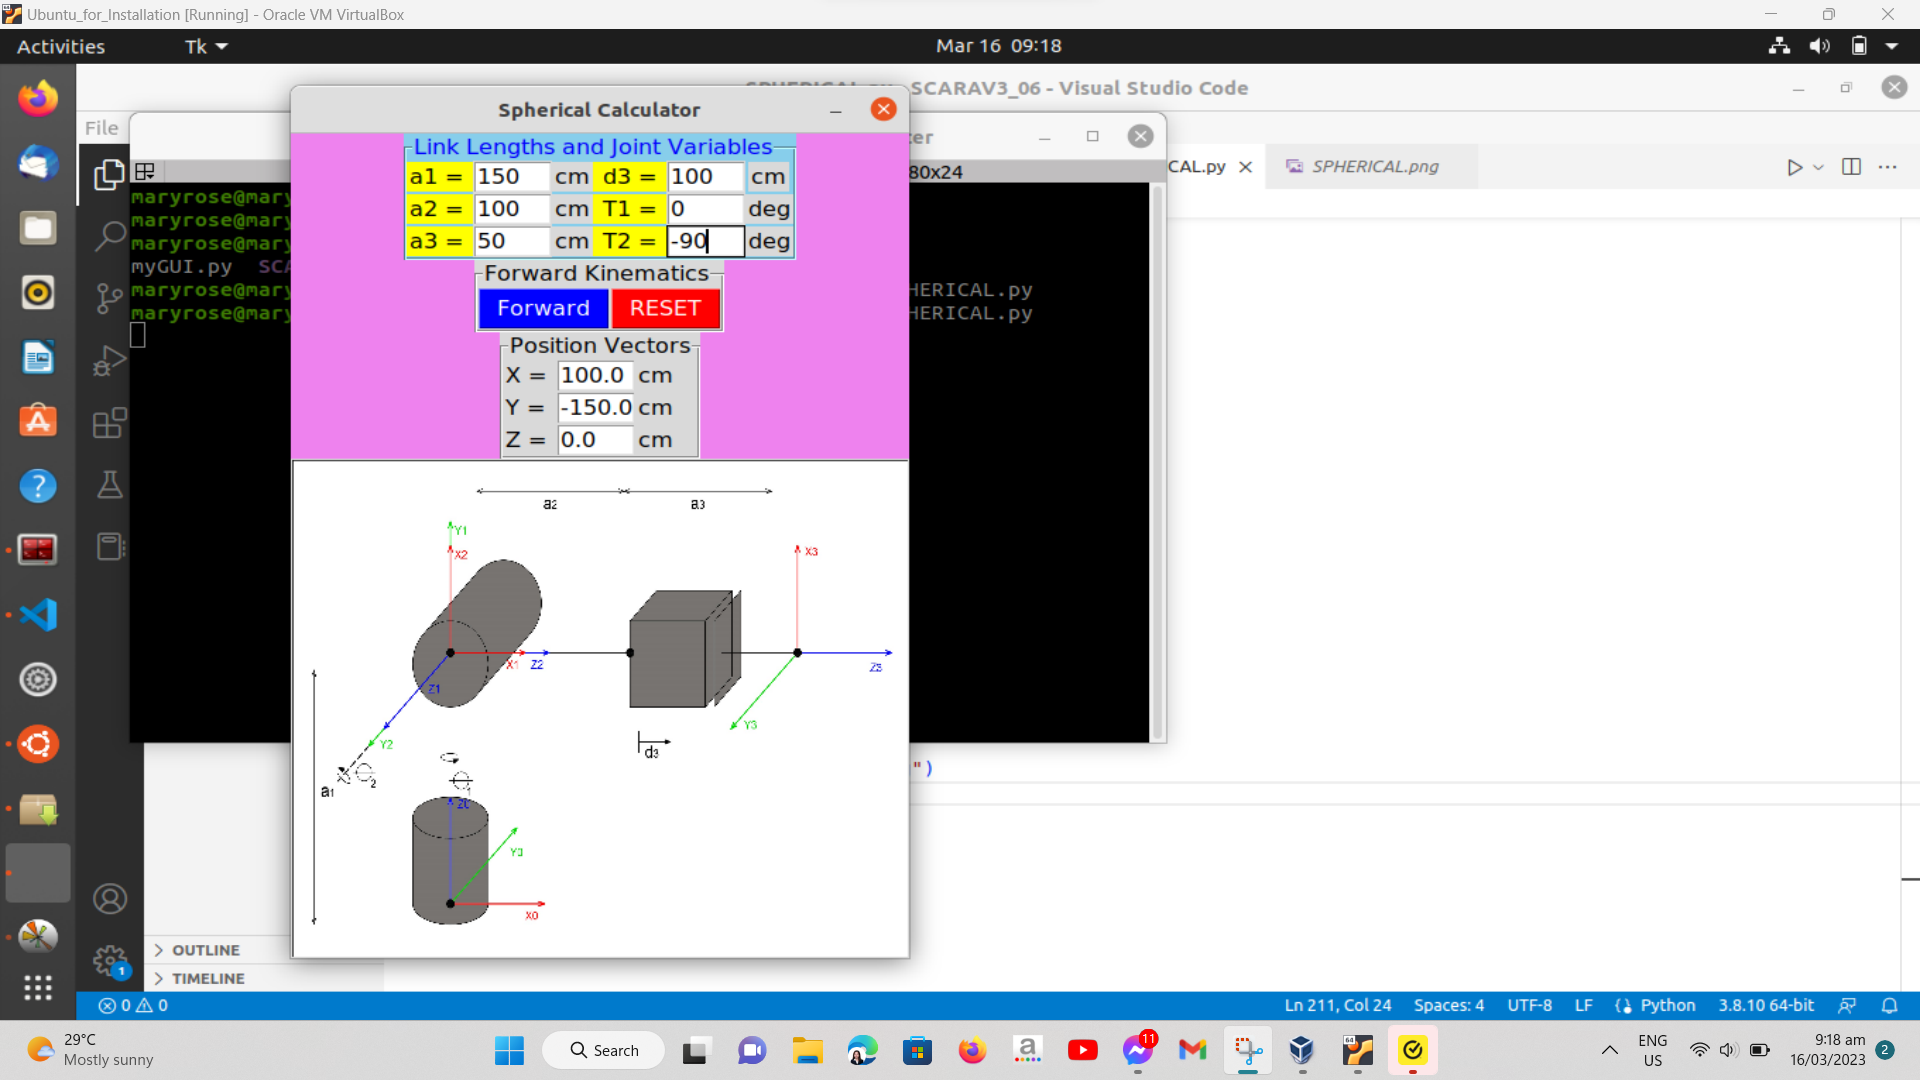 Ubuntu_for_Installation [Running] - Oracle VM VirtualBox
Activities Tk Mar 16 09:18
SCARAV3_06 - Visual Studio Code
File
Spherical Calculator
CAL.py SPHERICAL.png
80x24
Link Lengths and Joint Variables
a1 = 150 cm d3 = 100 cm
a2 = 100 cm T1 = 0 deg
a3 = 50 cm T2 = -90 deg
Forward Kinematics
Forward RESET
Position Vectors
X = 100.0 cm
Y = -150.0 cm
Z = 0.0 cm
maryrose@mary
maryrose@mary
maryrose@mary
myGUI.py SCA
maryrose@mary HERICAL.py
maryrose@mary HERICAL.py
a2 a3
Y1
X2 X3
X1 Z2 Z3
Z1
Y2 Y3
d3
a1
Z0
Y0
X0
")
OUTLINE
TIMELINE
0 0 Ln 211, Col 24 Spaces: 4 UTF-8 LF Python 3.8.10 64-bit
1
29°C
Mostly sunny
Search
11
64
64
ENG
US
9:18 am
16/03/2023
2